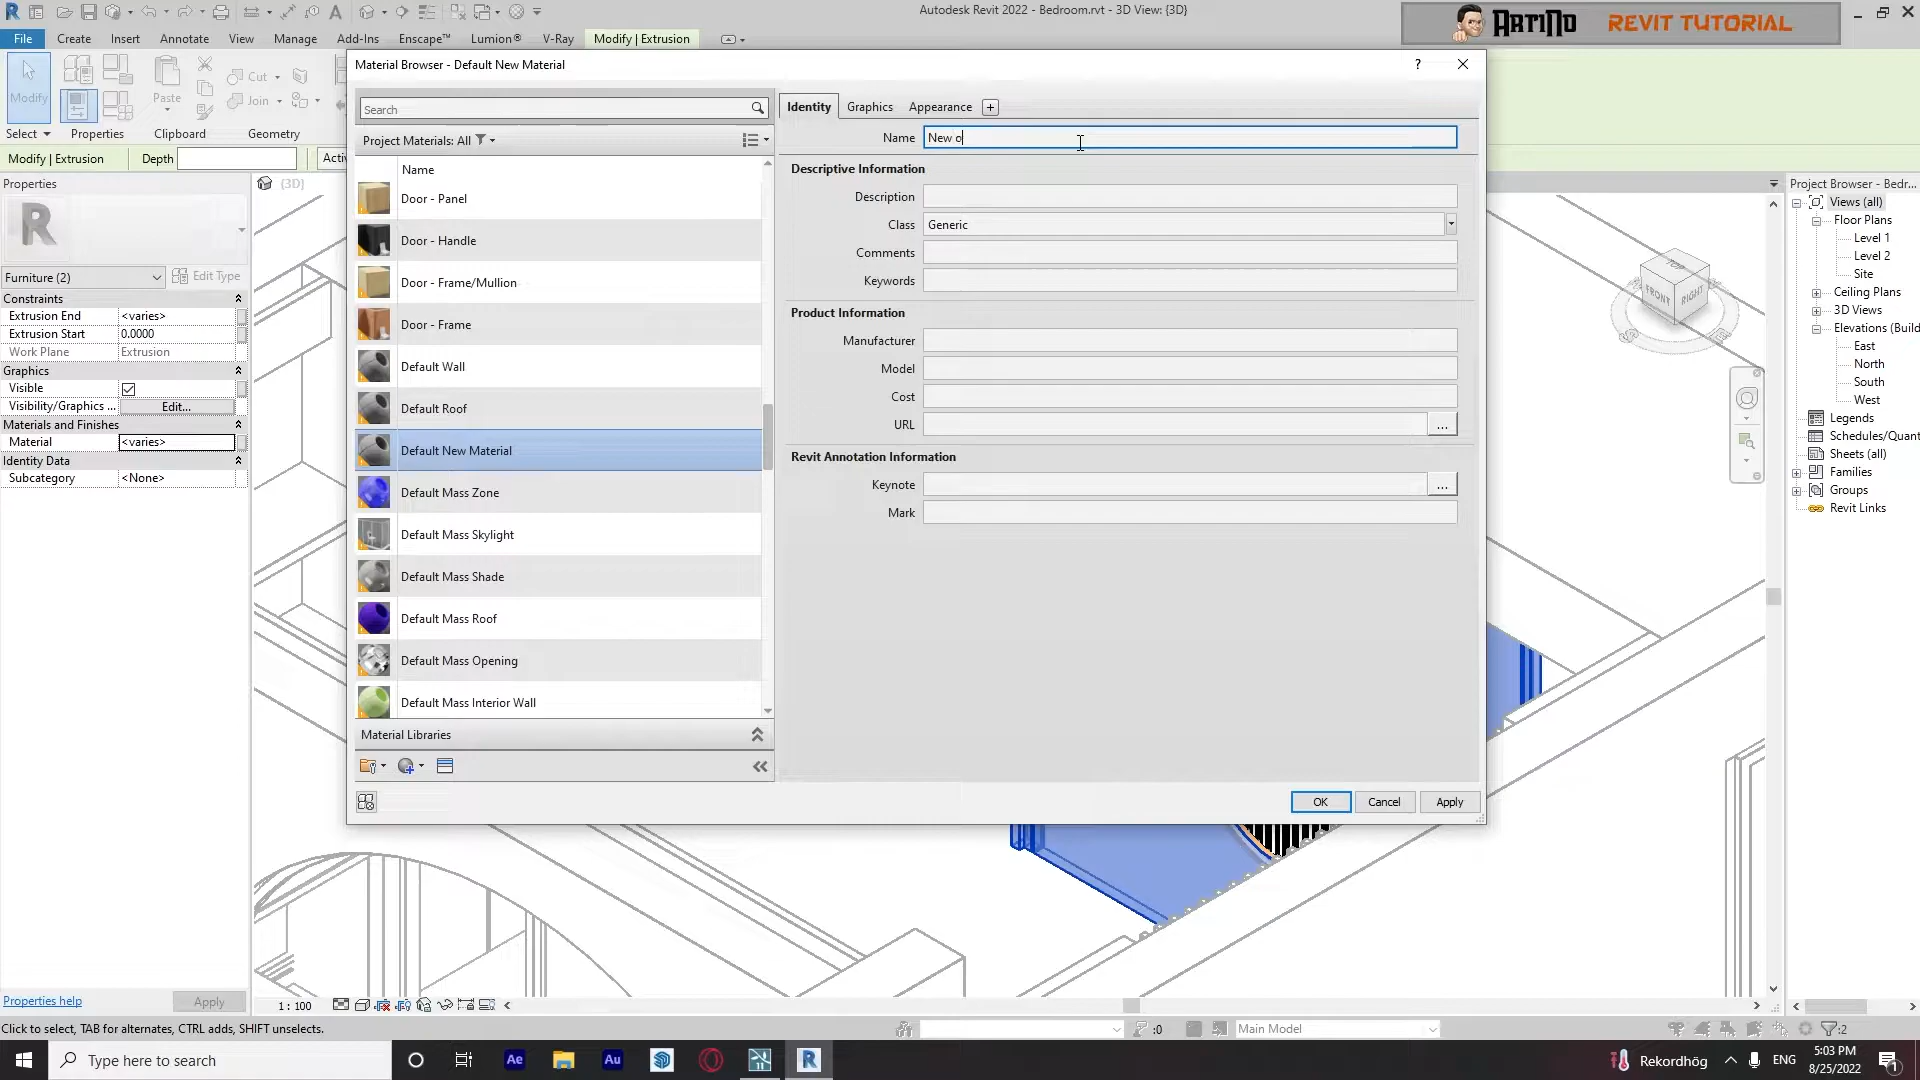 Autodesk Revit 2022 - Bedroom.rvt - 3D View: {3D}
ARTINO REVIT TUTORIAL
File Create Insert Annotate View Manage Add-Ins Enscape™ Lumion® V-Ray Modify | Extrusion
Modify
Paste
Cut
Join
Select Properties Clipboard Geometry
Modify | Extrusion Depth Acti
Properties
Furniture (2) Edit Type
Constraints
Extrusion End <varies>
Extrusion Start 0.0000
Work Plane Extrusion
Graphics
Visible
Visibility/Graphics ... Edit...
Materials and Finishes
Material <varies>
Identity Data
Subcategory <None>
Properties help Apply
{3D}
Material Browser - Default New Material
?
Search
Project Materials: All
Name
Door - Panel
Door - Handle
Door - Frame/Mullion
Door - Frame
Default Wall
Default Roof
Default New Material
Default Mass Zone
Default Mass Skylight
Default Mass Shade
Default Mass Roof
Default Mass Opening
Default Mass Interior Wall
Material Libraries
Identity Graphics Appearance
Name New o
Descriptive Information
Description
Class Generic
Comments
Keywords
Product Information
Manufacturer
Model
Cost
URL ...
Revit Annotation Information
Keynote ...
Mark
OK Cancel Apply
TOP
FRONT RIGHT
Project Browser - Bedr...
Views (all)
Floor Plans
Level 1
Level 2
Site
Ceiling Plans
3D Views
Elevations (Build
East
North
South
West
Legends
Schedules/Quant
Sheets (all)
Families
Groups
Revit Links
1 : 100
Click to select, TAB for alternates, CTRL adds, SHIFT unselects.
:0
Main Model
:2
Type here to search
Ae
Au
R
Rekordhög
ENG
5:03 PM
8/25/2022
1